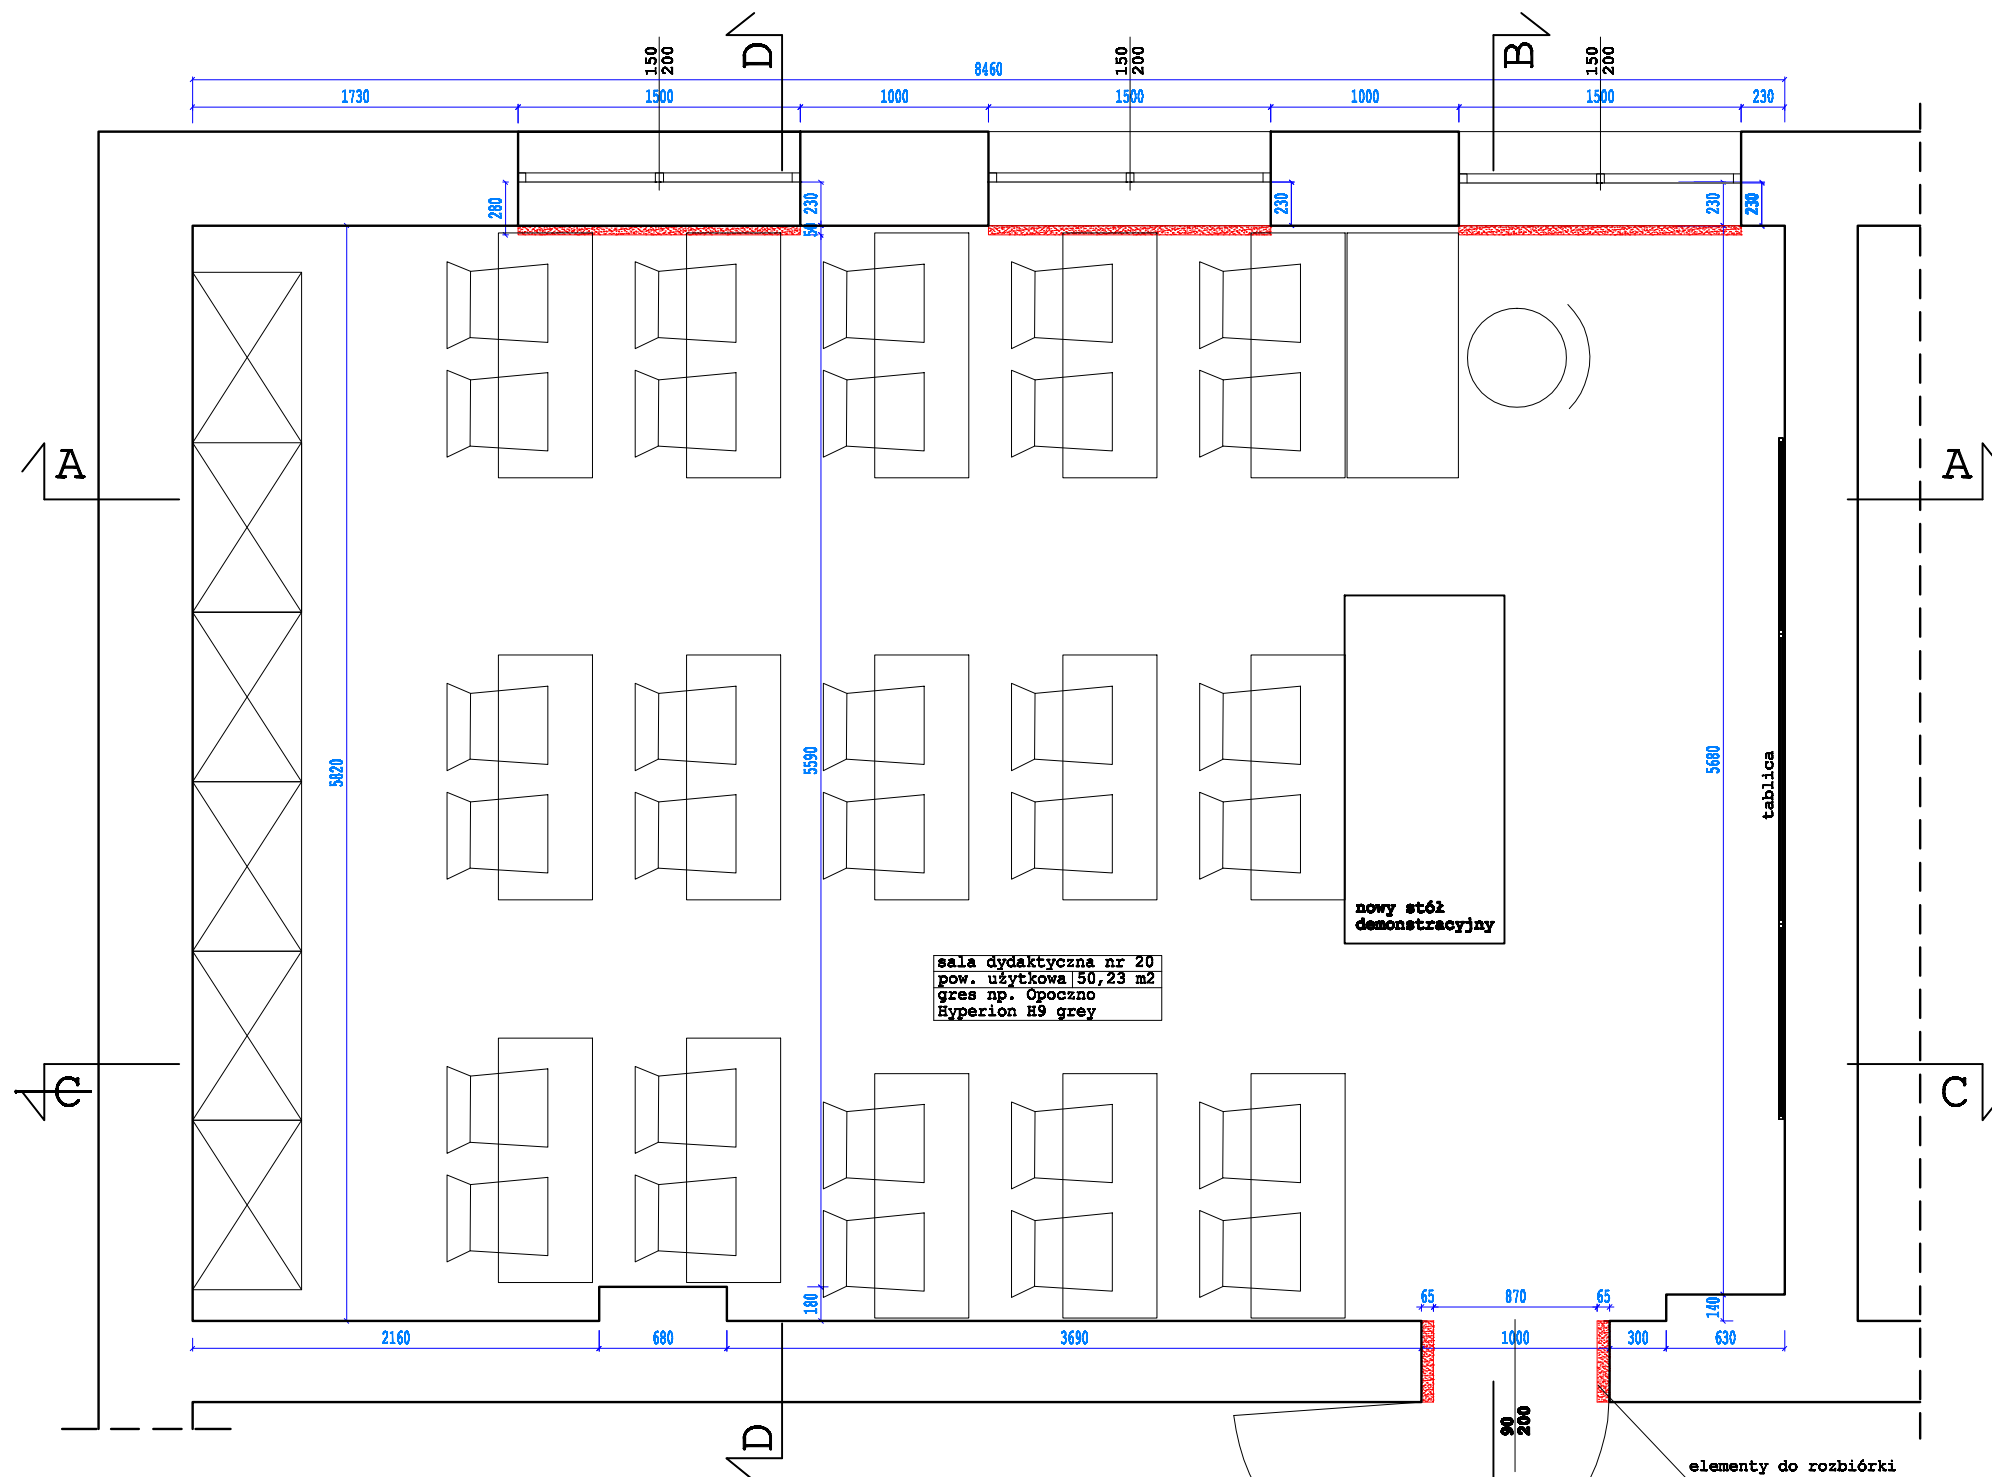 D
B
150
200
150
200
150
200
8460
1730
1500
1000
1500
1000
1500
230
280
230
50
230
230
230
A
A
5820
5590
5680
tablica
nowy stół
demonstracyjny
sala dydaktyczna nr 20
pow. użytkowa 50,23 m2
gres np. Opoczno
Hyperion H9 grey
C
C
180
65
870
65
140
2160
680
3690
1000
300
630
D
90
200
elementy do rozbiórki